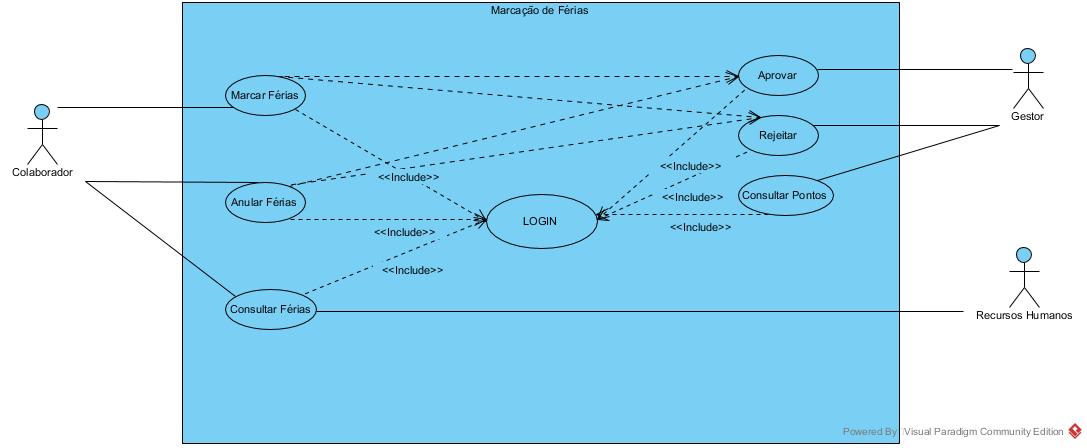 Marcação de Férias
Aprovar
Marcar Férias
Gestor
Rejeitar
Colaborador
<<Include>>
<<Include>>
Consultar Pontos
<<Include>>
Anular Férias
LOGIN
<<Include>>
<<Include>>
<<Include>>
Consultar Férias
Recursos Humanos
Powered By Visual Paradigm Community Edition